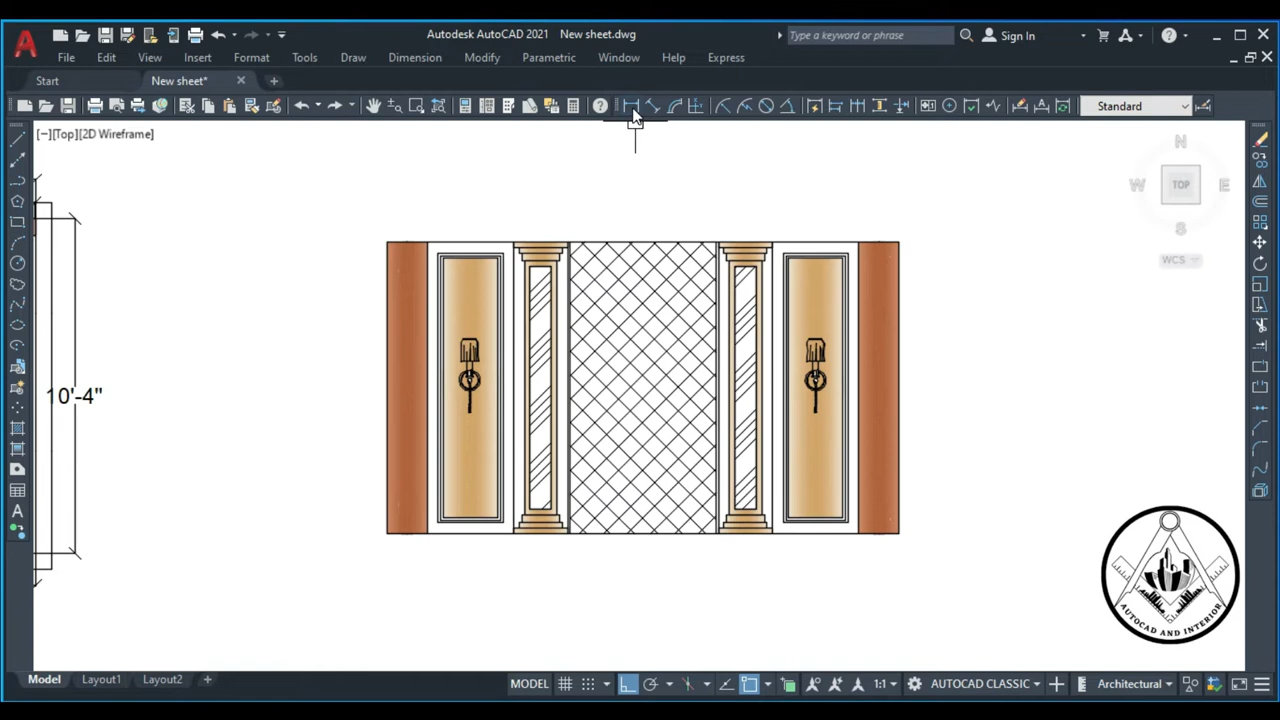 Autodesk AutoCAD 2021 New sheet.dwg
Type a keyword or phrase
Sign In
File Edit View Insert Format Tools Draw Dimension Modify Parametric Window Help Express
Start New sheet*
Standard
[−][Top][2D Wireframe]
N
W TOP E
S
WCS
10'-4"
AUTOCAD AND INTERIOR
Model Layout1 Layout2
MODEL 1:1 AUTOCAD CLASSIC Architectural